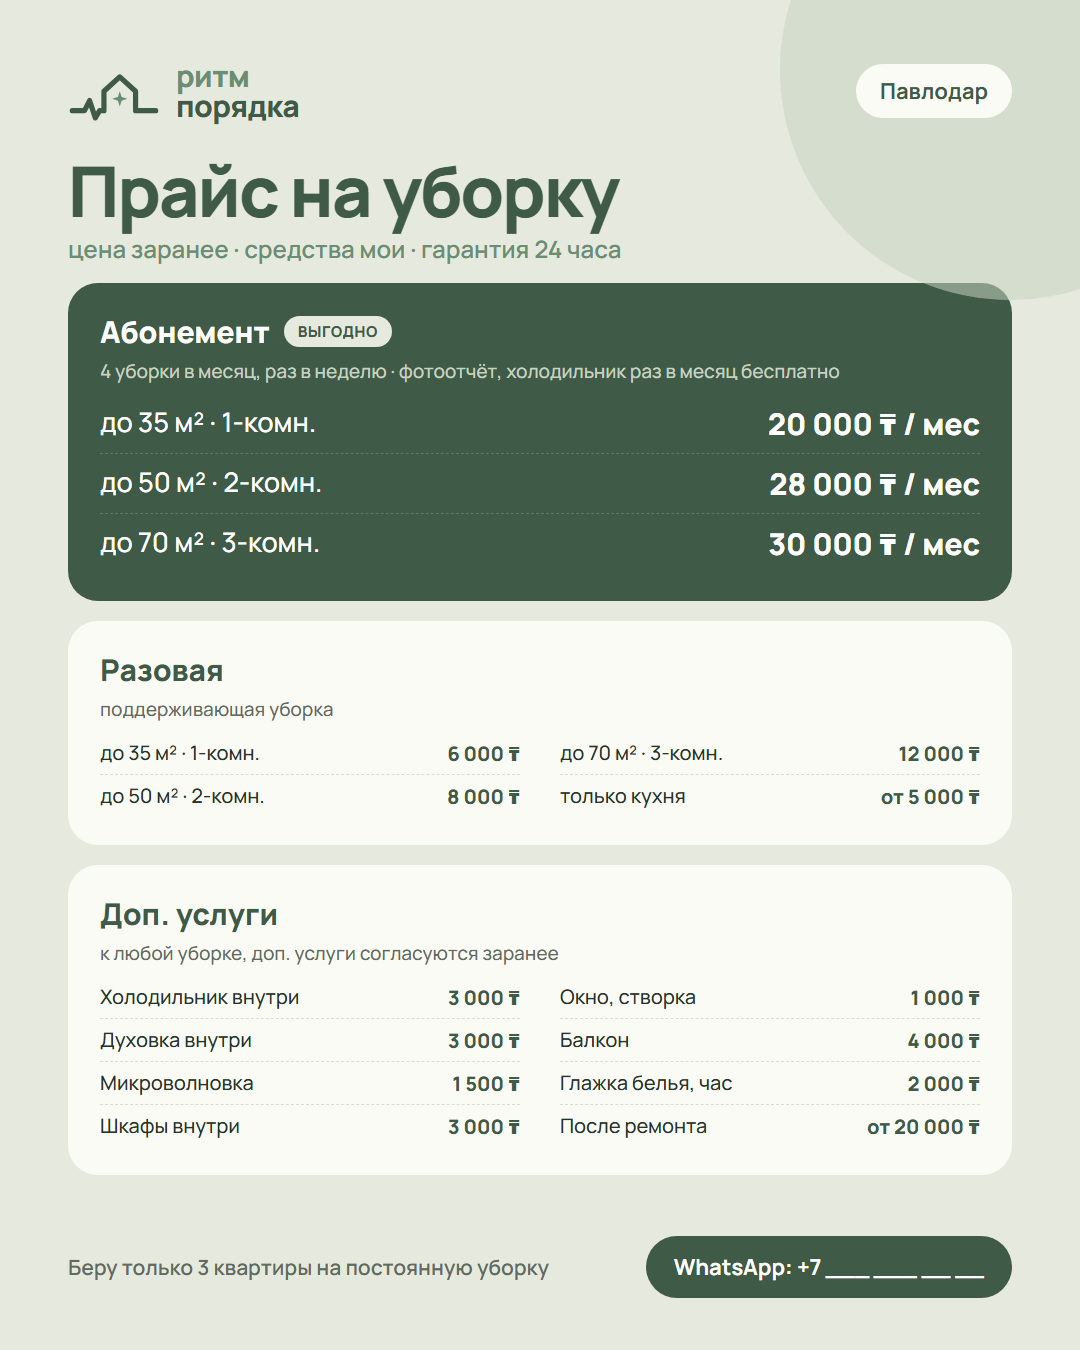 ритм
порядка
Павлодар
Прайс на уборку
цена заранее · средства мои · гарантия 24 часа
Абонемент ВЫГОДНО
4 уборки в месяц, раз в неделю · фотоотчёт, холодильник раз в месяц бесплатно
до 35 м² · 1-комн. 20 000 ₸ / мес
до 50 м² · 2-комн. 28 000 ₸ / мес
до 70 м² · 3-комн. 30 000 ₸ / мес
Разовая
поддерживающая уборка
до 35 м² · 1-комн. 6 000 ₸ до 70 м² · 3-комн. 12 000 ₸
до 50 м² · 2-комн. 8 000 ₸ только кухня от 5 000 ₸
Доп. услуги
к любой уборке, доп. услуги согласуются заранее
Холодильник внутри 3 000 ₸ Окно, створка 1 000 ₸
Духовка внутри 3 000 ₸ Балкон 4 000 ₸
Микроволновка 1 500 ₸ Глажка белья, час 2 000 ₸
Шкафы внутри 3 000 ₸ После ремонта от 20 000 ₸
Беру только 3 квартиры на постоянную уборку WhatsApp: +7 ___ ___ __ __